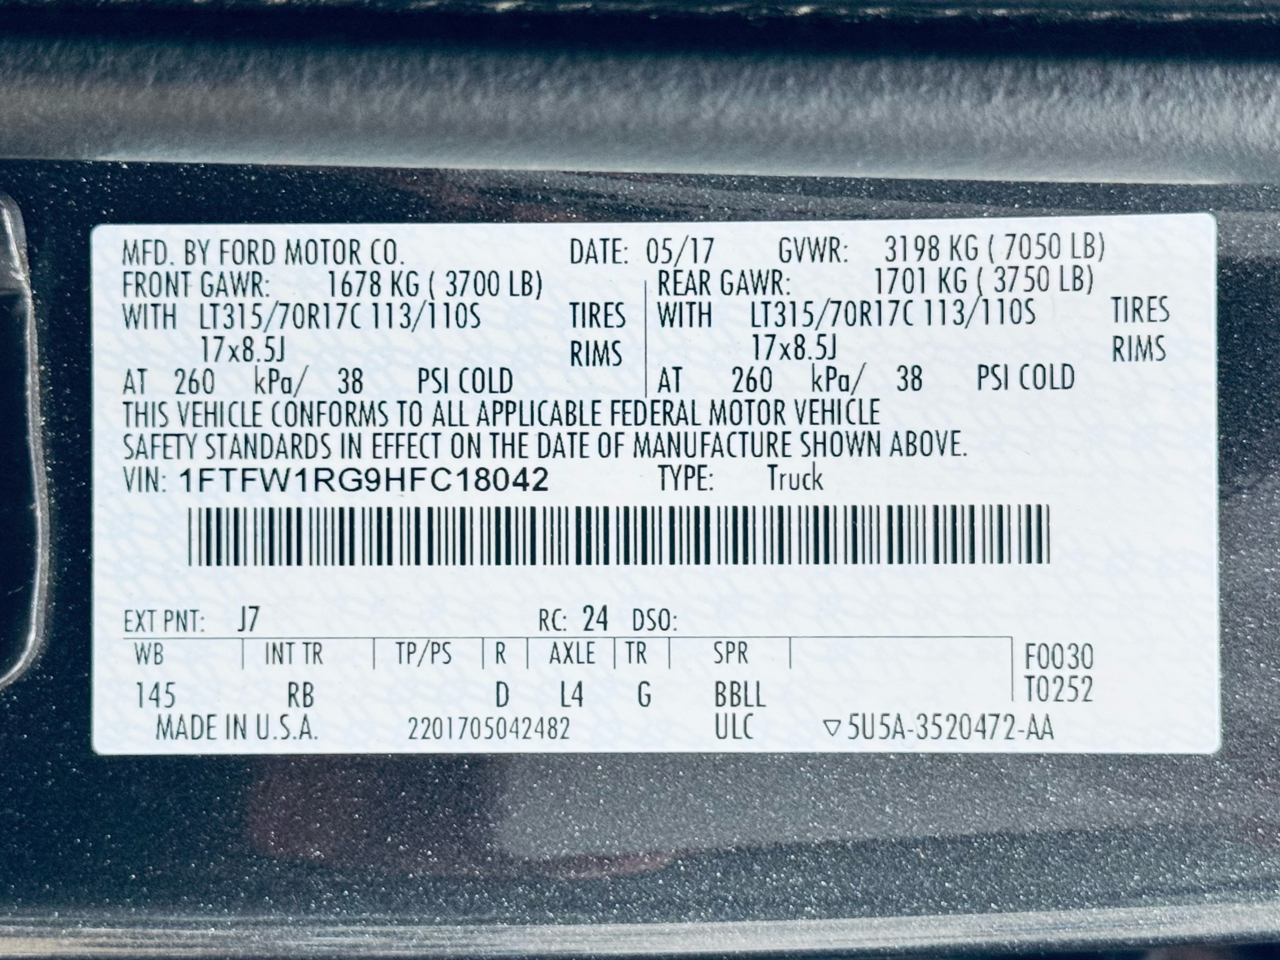 MFD. BY FORD MOTOR CO. DATE: 05/17 GVWR: 3198 KG ( 7050 LB)
FRONT GAWR: 1678 KG ( 3700 LB) REAR GAWR: 1701 KG ( 3750 LB)
WITH LT315/70R17C 113/110S TIRES WITH LT315/70R17C 113/110S TIRES
17x8.5J RIMS 17x8.5J RIMS
AT 260 kPa/ 38 PSI COLD AT 260 kPa/ 38 PSI COLD
THIS VEHICLE CONFORMS TO ALL APPLICABLE FEDERAL MOTOR VEHICLE
SAFETY STANDARDS IN EFFECT ON THE DATE OF MANUFACTURE SHOWN ABOVE.
VIN: 1FTFW1RG9HFC18042 TYPE: Truck
EXT PNT: J7 RC: 24 DSO:
WB INT TR TP/PS R AXLE TR SPR F0030
145 RB D L4 G BBLL T0252
MADE IN U.S.A. 2201705042482 ULC ▽5U5A-3520472-AA